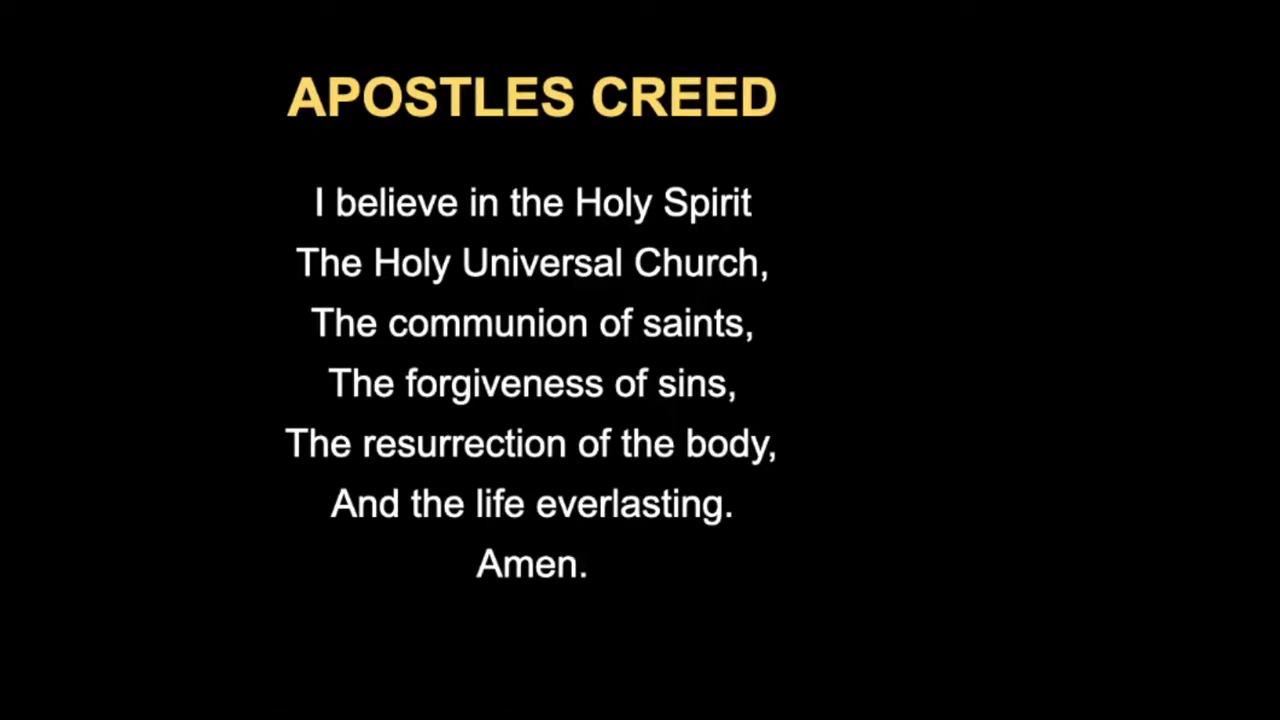 APOSTLES CREED
I believe in the Holy Spirit
The Holy Universal Church,
The communion of saints,
The forgiveness of sins,
The resurrection of the body,
And the life everlasting.
Amen.